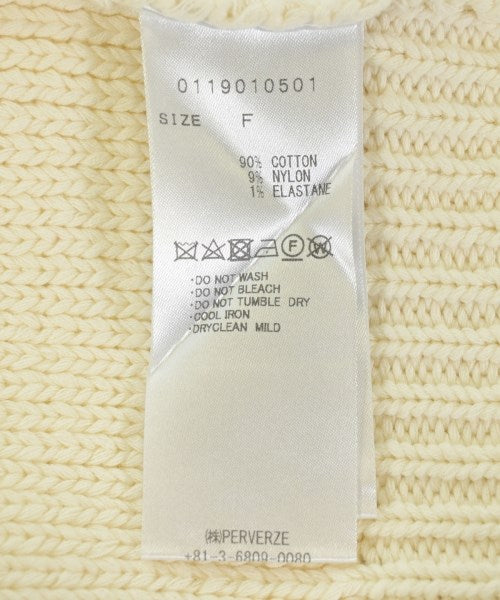 0119010501
SIZE F
90% COTTON
9% NYLON
1% ELASTANE
F W
・DO NOT WASH
・DO NOT BLEACH
・DO NOT TUMBLE DRY
・COOL IRON
・DRYCLEAN MILD
㈱PERVERZE
+81-3-6809-0080